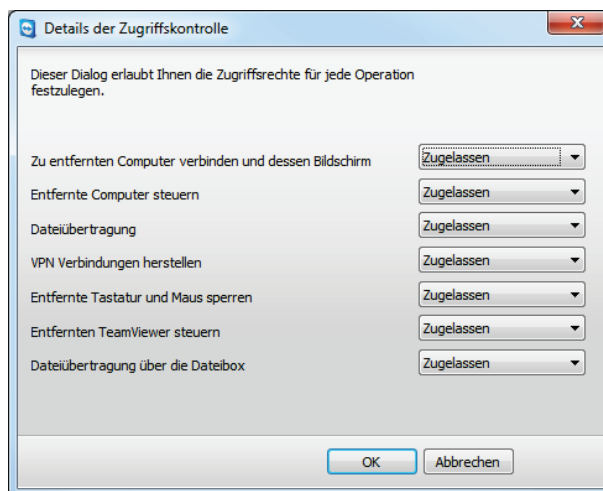 Details der Zugriffskontrolle
Dieser Dialog erlaubt Ihnen die Zugriffsrechte für jede Operation
festzulegen.
Zu entfernten Computer verbinden und dessen Bildschirm
Zugelassen
Entfernte Computer steuern
Zugelassen
Dateiübertragung
Zugelassen
VPN Verbindungen herstellen
Zugelassen
Entfernte Tastatur und Maus sperren
Zugelassen
Entfernten TeamViewer steuern
Zugelassen
Dateiübertragung über die Dateibox
Zugelassen
OK
Abbrechen